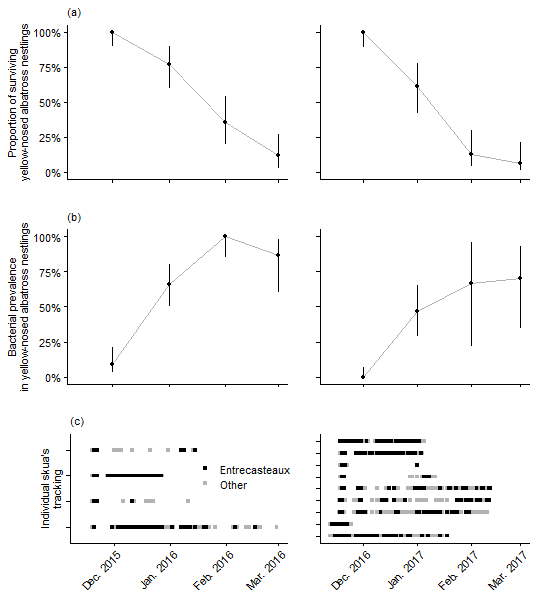 (a)
Proportion of surviving
yellow-nosed albatross nestlings
100%
75%
50%
25%
0%
(b)
Bacterial prevalence
in yellow-nosed albatross nestlings
100%
75%
50%
25%
0%
(c)
Individual skua's
tracking
Entrecasteaux
Other
Dec. 2015
Jan. 2016
Feb. 2016
Mar. 2016
Dec. 2016
Jan. 2017
Feb. 2017
Mar. 2017